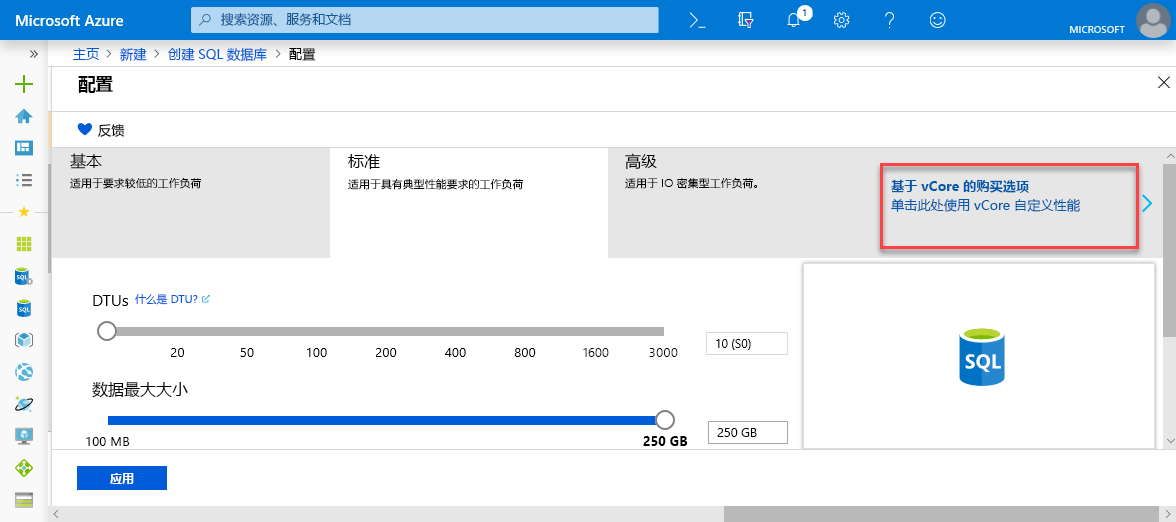 Microsoft Azure
搜索资源、服务和文档
1
MICROSOFT
主页 > 新建 > 创建 SQL 数据库 > 配置
配置
反馈
基本
适用于要求较低的工作负荷
标准
适用于具有典型性能要求的工作负荷
高级
适用于 IO 密集型工作负荷。
基于 vCore 的购买选项
单击此处使用 vCore 自定义性能
DTUs 什么是 DTU?
20 50 100 200 400 800 1600 3000
10 (S0)
数据最大大小
100 MB
250 GB
250 GB
SQL
SQL
SQL
应用